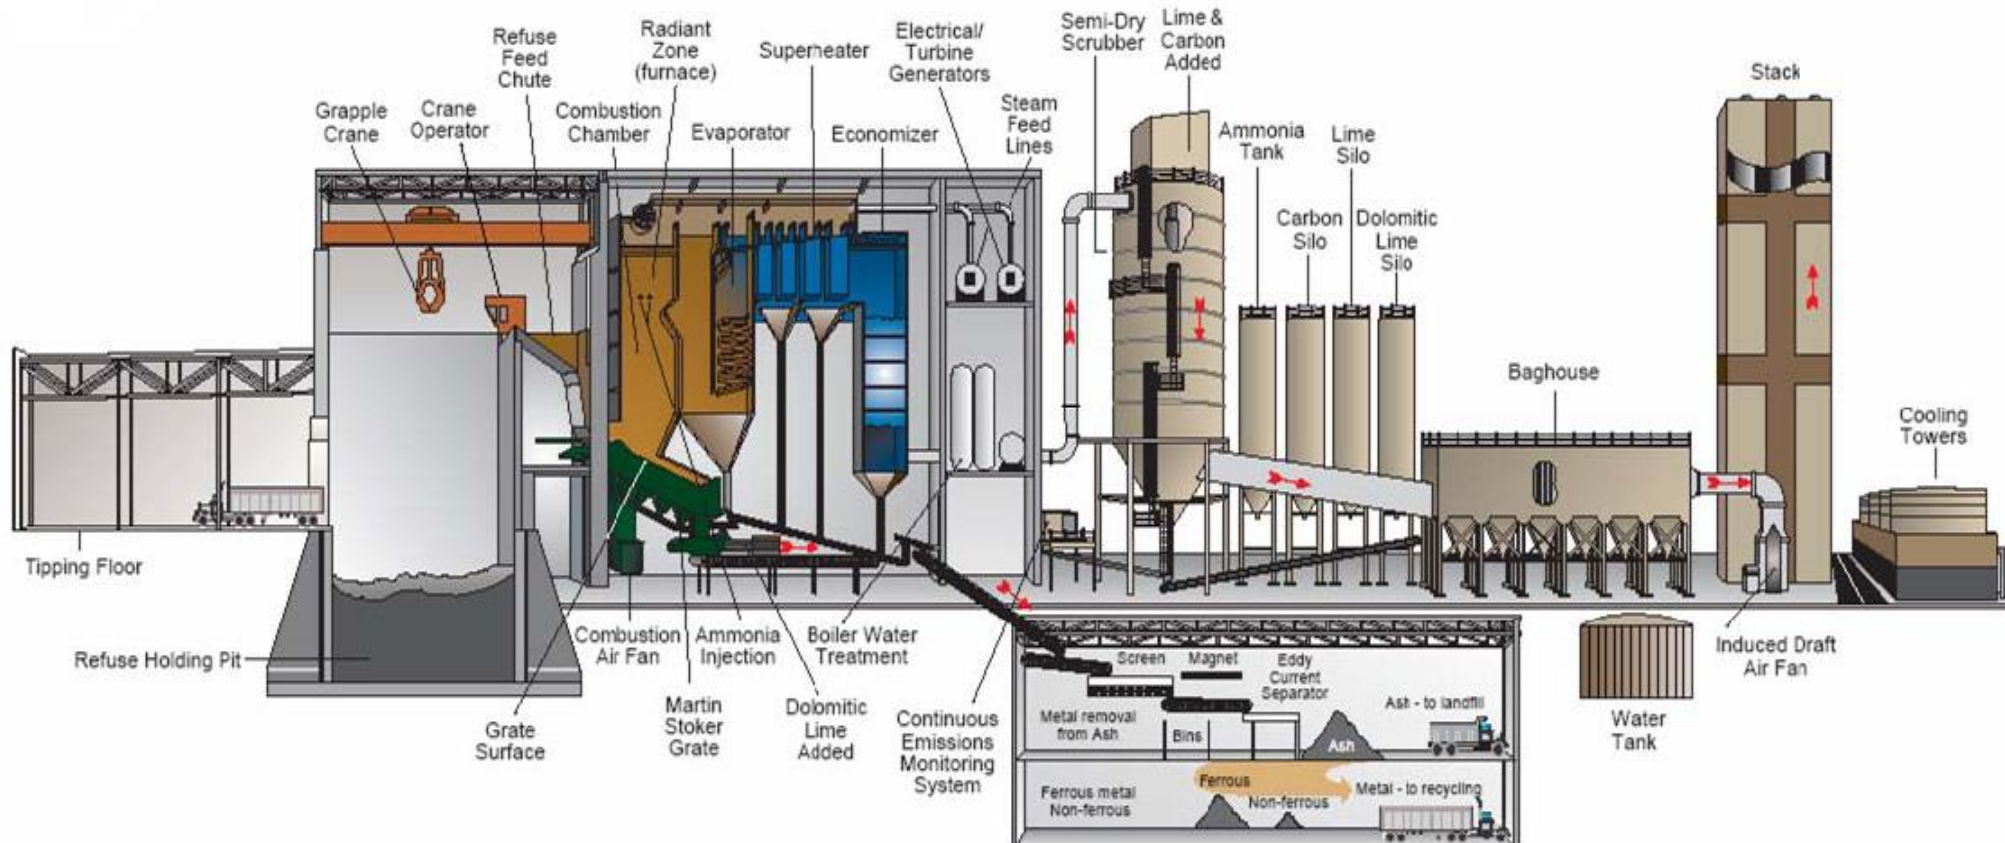 Grapple
Crane
Crane
Operator
Refuse
Feed
Chute
Combustion
Chamber
Radiant
Zone
(furnace)
Evaporator
Superheater
Economizer
Electrical/
Turbine
Generators
Steam
Feed
Lines
Semi-Dry
Scrubber
Lime &
Carbon
Added
Ammonia
Tank
Carbon
Silo
Lime
Silo
Dolomitic
Lime
Silo
Baghouse
Stack
Cooling
Towers
Tipping Floor
Refuse Holding Pit
Grate
Surface
Combustion
Air Fan
Martin
Stoker
Grate
Ammonia
Injection
Dolomitic
Lime
Added
Boiler Water
Treatment
Continuous
Emissions
Monitoring
System
Screen
Magnet
Eddy
Current
Separator
Metal removal
from Ash
Bins
Ash
Ash - to landfill
Ferrous metal
Non-ferrous
Ferrous
Non-ferrous
Metal - to recycling
Water
Tank
Induced Draft
Air Fan